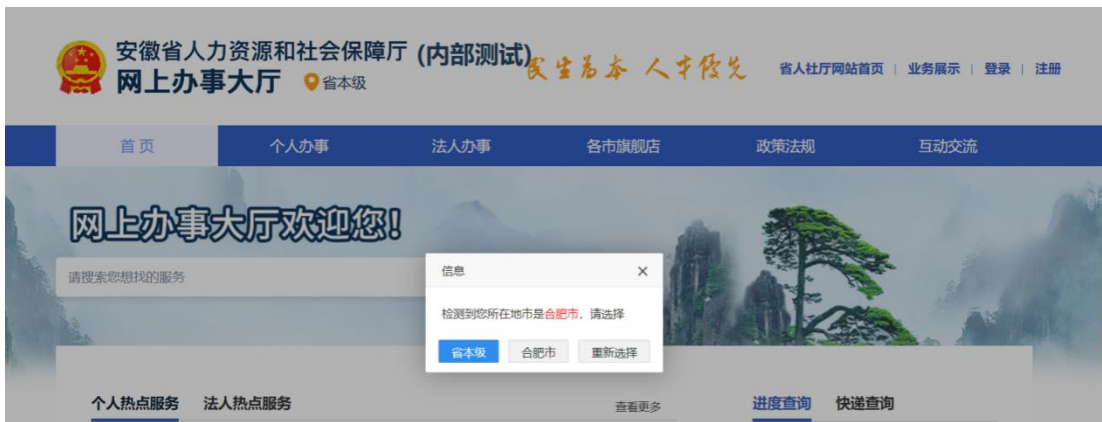 安徽省人力资源和社会保障厅 (内部测试)
网上办事大厅 省本级
民生为本 人才优先
省人社厅网站首页 | 业务展示 | 登录 | 注册
首页 个人办事 法人办事 各市旗舰店 政策法规 互动交流
网上办事大厅欢迎您!
请搜索您想找的服务
信息
检测到您所在地市是合肥市，请选择
省本级 合肥市 重新选择
个人热点服务 法人热点服务 查看更多 进度查询 快递查询